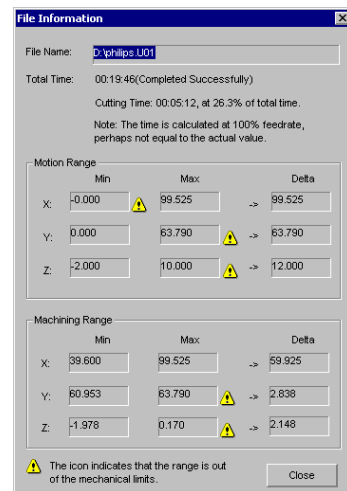 File Information
File Name: D:\philips.U01
Total Time: 00:19:46(Completed Successfully)
Cutting Time: 00:05:12, at 26.3% of total time.
Note: The time is calculated at 100% feedrate,
perhaps not equal to the actual value.
Motion Range
Min Max Delta
X: -0.000 99.525 -> 99.525
Y: 0.000 63.790 -> 63.790
Z: -2.000 10.000 -> 12.000
Machining Range
Min Max Delta
X: 39.600 99.525 -> 59.925
Y: 60.953 63.790 -> 2.838
Z: -1.978 0.170 -> 2.148
The icon indicates that the range is out
of the mechanical limits.
Close